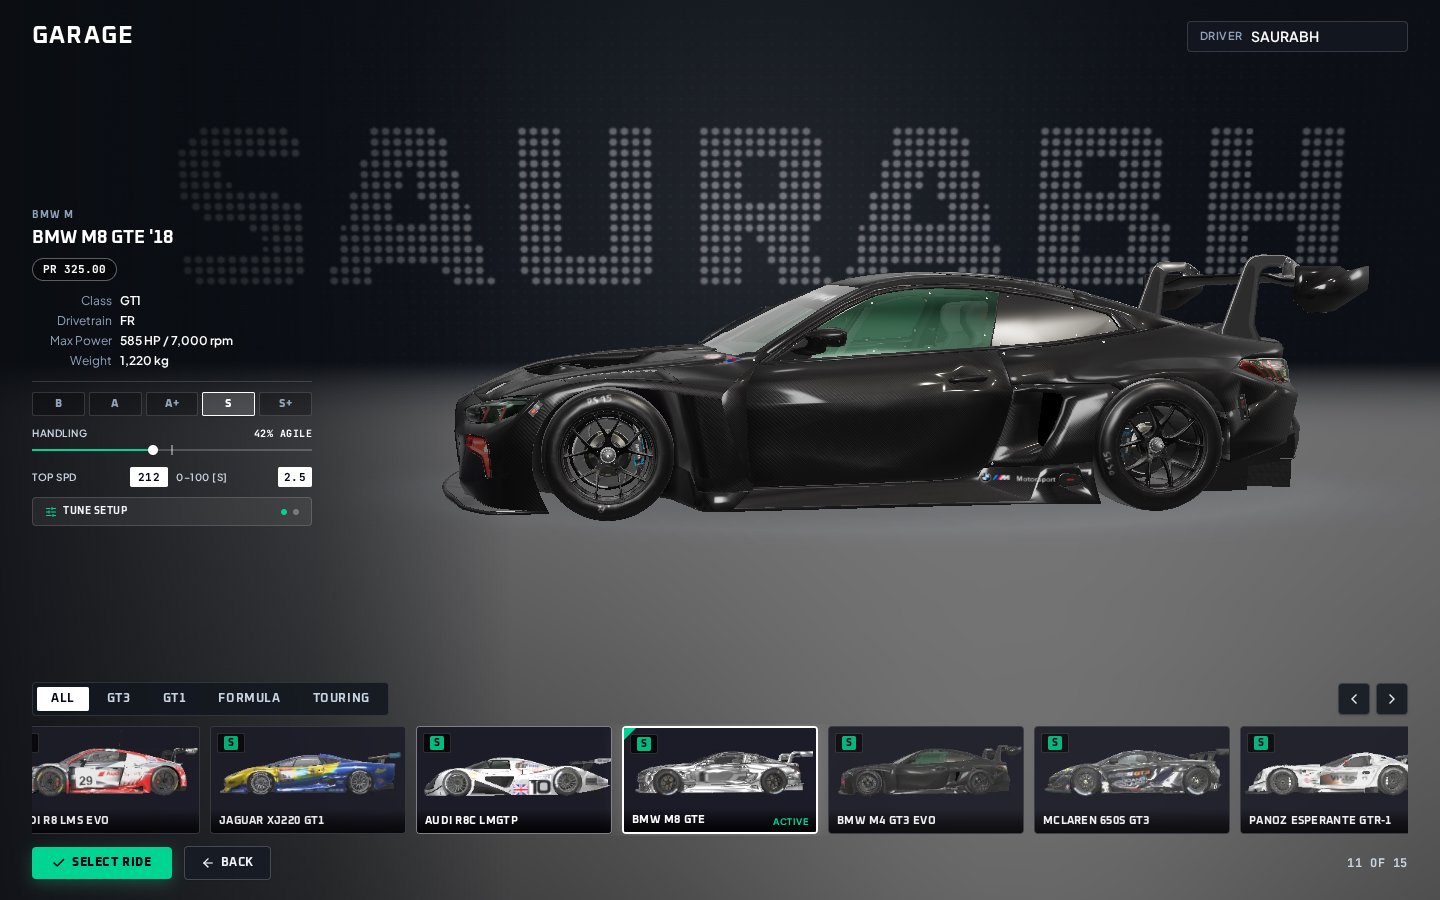 GARAGE
DRIVER SAURABH
SAURABH
BMW M
BMW M8 GTE '18
PR 325.00
Class GT1
Drivetrain FR
Max Power 585 HP / 7,000 rpm
Weight 1,220 kg
B A A+ S S+
HANDLING 42% AGILE
TOP SPD 212 0-100 [S] 2.5
TUNE SETUP
Motorsport
ALL GT3 GT1 FORMULA TOURING
S S S S S
29
10
DI R8 LMS EVO
JAGUAR XJ220 GT1
AUDI R8C LMGTP
BMW M8 GTE
ACTIVE
BMW M4 GT3 EVO
MCLAREN 650S GT3
PANOZ ESPERANTE GTR-1
SELECT RIDE
BACK
11 OF 15